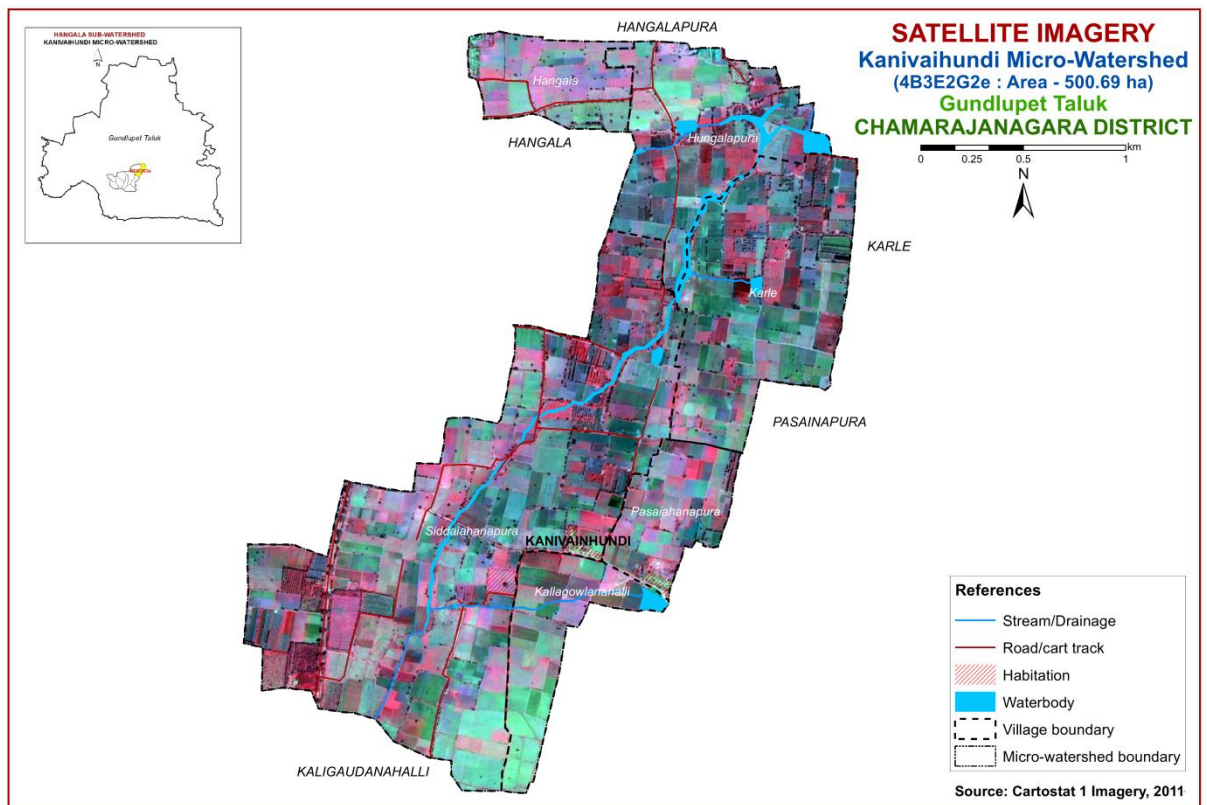 HANGALA SUB-WATERSHED
KANIVAIHUNDI MICRO-WATERSHED
N
Gundlupet Taluk
HANGALAPURA
SATELLITE IMAGERY
Kanivaihundi Micro-Watershed
(4B3E2G2e : Area - 500.69 ha)
Gundlupet Taluk
CHAMARAJANAGARA DISTRICT
km
0 0.25 0.5 1
N
Hangala
HANGALA
Hungalapura
KARLE
Karle
PASAINAPURA
Pasaiahanapura
Siddaiahanapura
KANIVAINHUNDI
Kallagowlanahalli
KALIGAUDANAHALLI
References
Stream/Drainage
Road/cart track
Habitation
Waterbody
Village boundary
Micro-watershed boundary
Source: Cartostat 1 Imagery, 2011